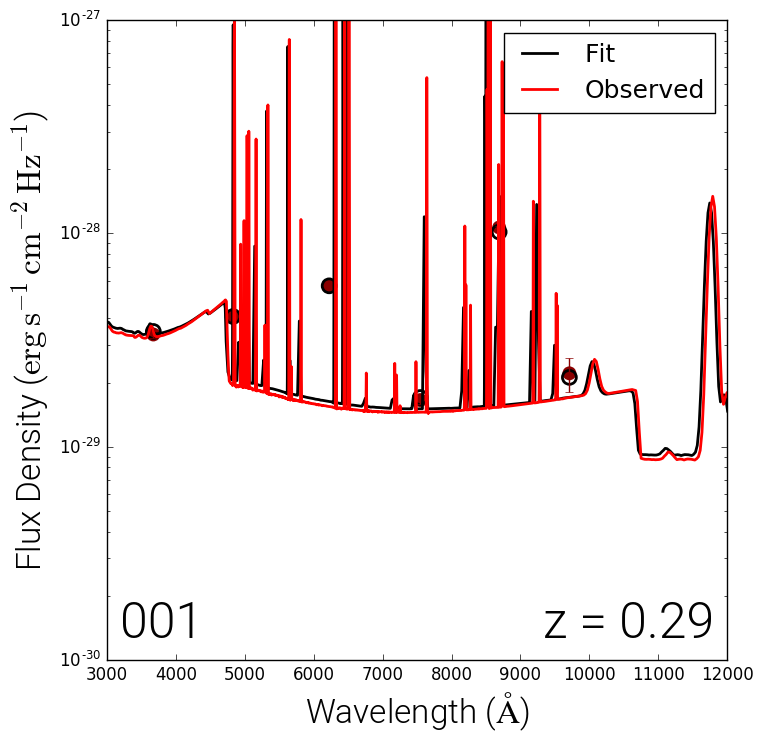 10⁻²⁷
10⁻²⁸
10⁻²⁹
10⁻³⁰
Flux Density (erg s⁻¹ cm⁻² Hz⁻¹)
Fit
Observed
001
z = 0.29
3000 4000 5000 6000 7000 8000 9000 10000 11000 12000
Wavelength (Å)